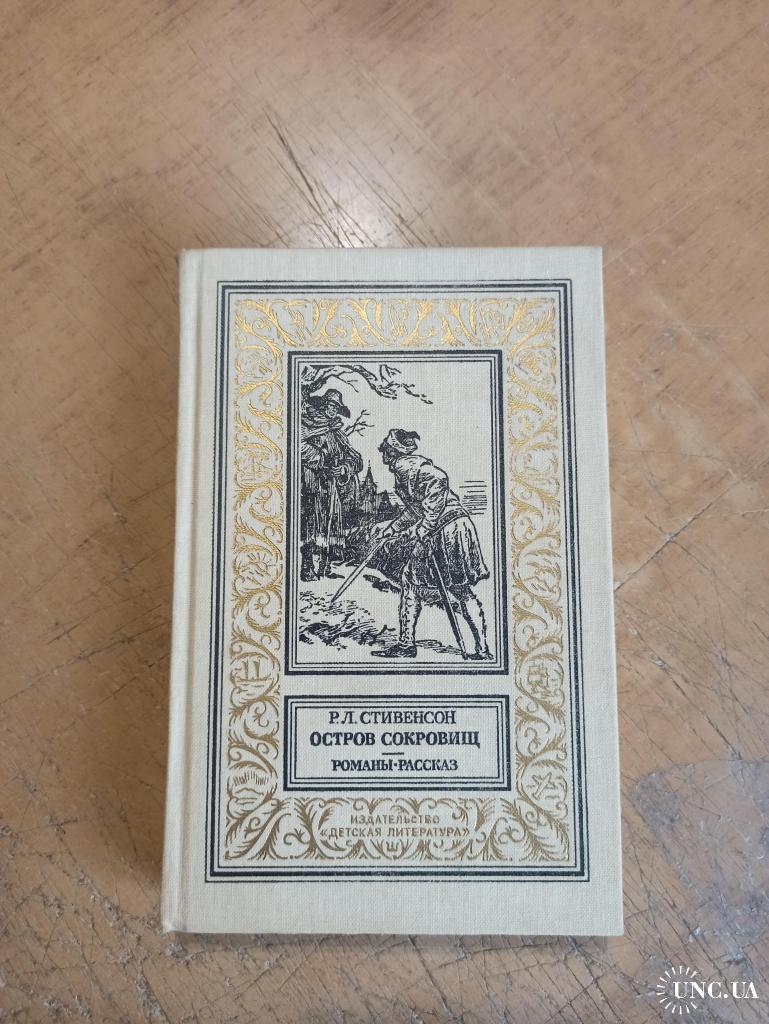 Р.Л. СТИВЕНСОН
ОСТРОВ СОКРОВИЩ
РОМАНЫ·РАССКАЗ
ИЗДАТЕЛЬСТВО
«ДЕТСКАЯ ЛИТЕРАТУРА»
UNC.UA